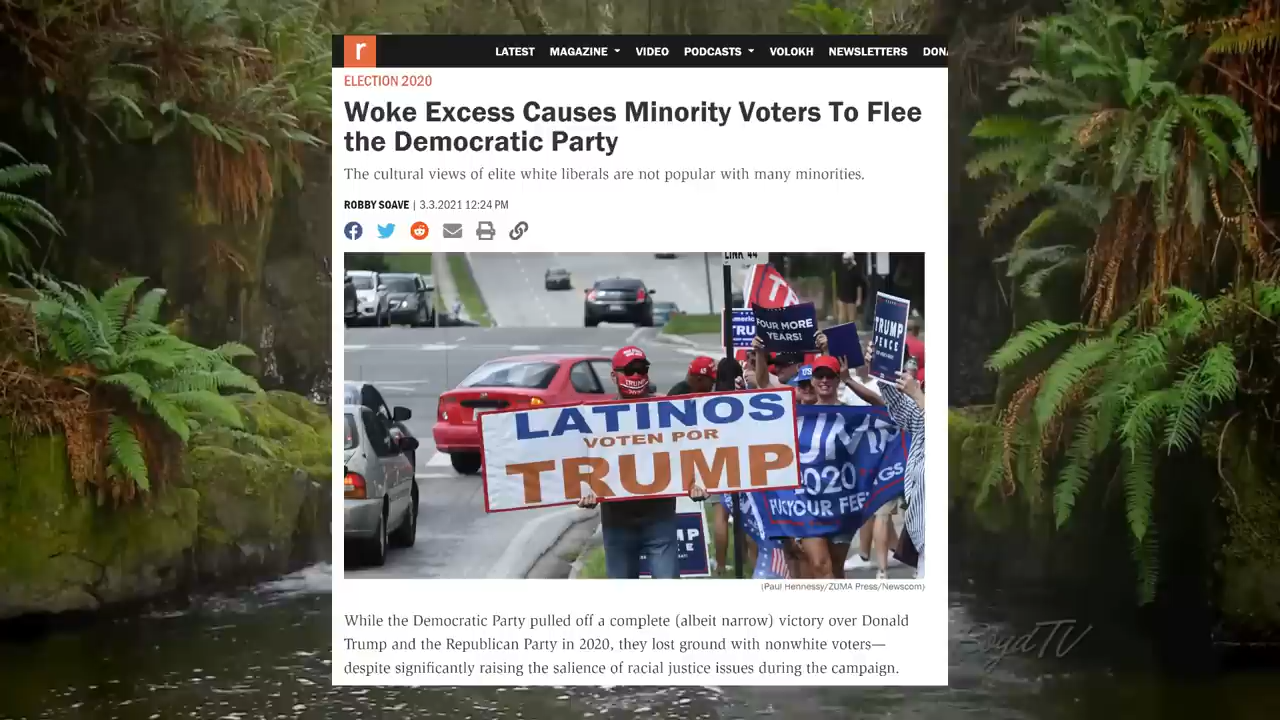 r
LATEST MAGAZINE VIDEO PODCASTS VOLOKH NEWSLETTERS DONA
ELECTION 2020
Woke Excess Causes Minority Voters To Flee
the Democratic Party
The cultural views of elite white liberals are not popular with many minorities.
ROBBY SOAVE | 3.3.2021 12:24 PM
FOUR MORE
YEARS!
TRUMP
PENCE
LATINOS
VOTEN POR
TRUMP
2020
(Paul Hennessy/ZUMA Press/Newscom)
While the Democratic Party pulled off a complete (albeit narrow) victory over Donald
Trump and the Republican Party in 2020, they lost ground with nonwhite voters—
despite significantly raising the salience of racial justice issues during the campaign.
BoydTV